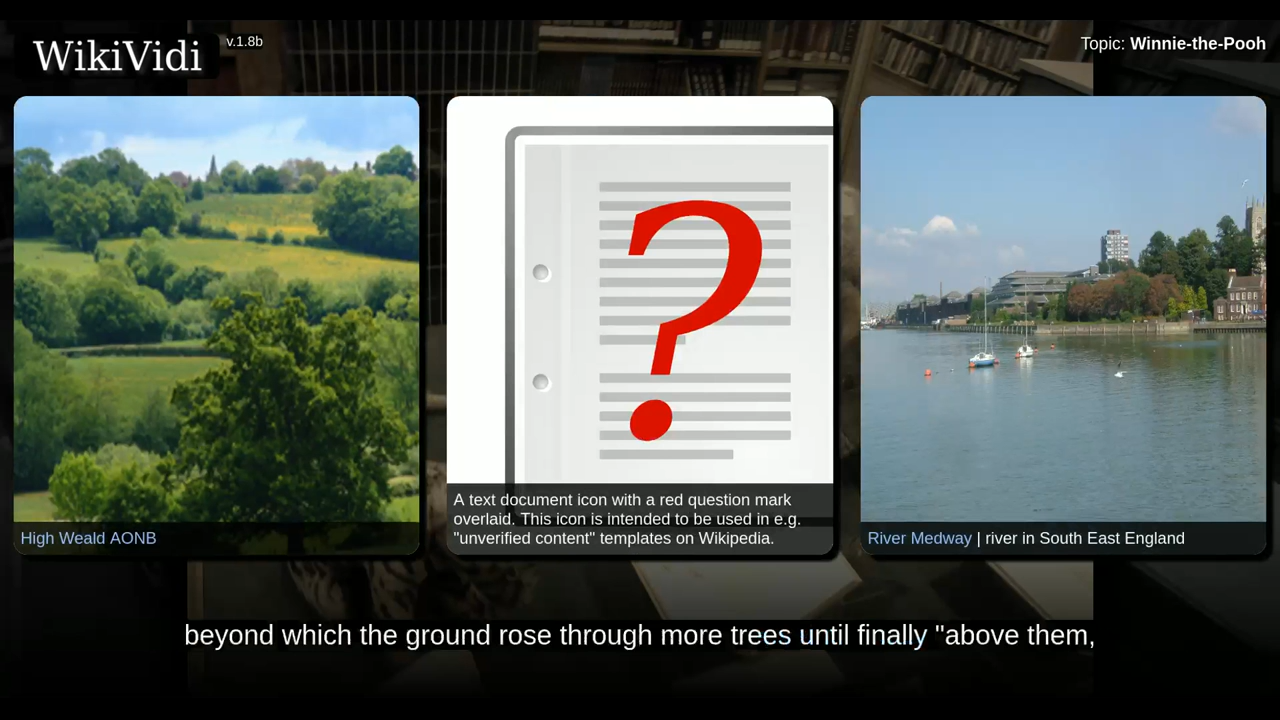 WikiVidi
v.1.8b
Topic: Winnie-the-Pooh
High Weald AONB
A text document icon with a red question mark
overlaid. This icon is intended to be used in e.g.
"unverified content" templates on Wikipedia.
River Medway | river in South East England
beyond which the ground rose through more trees until finally "above them,